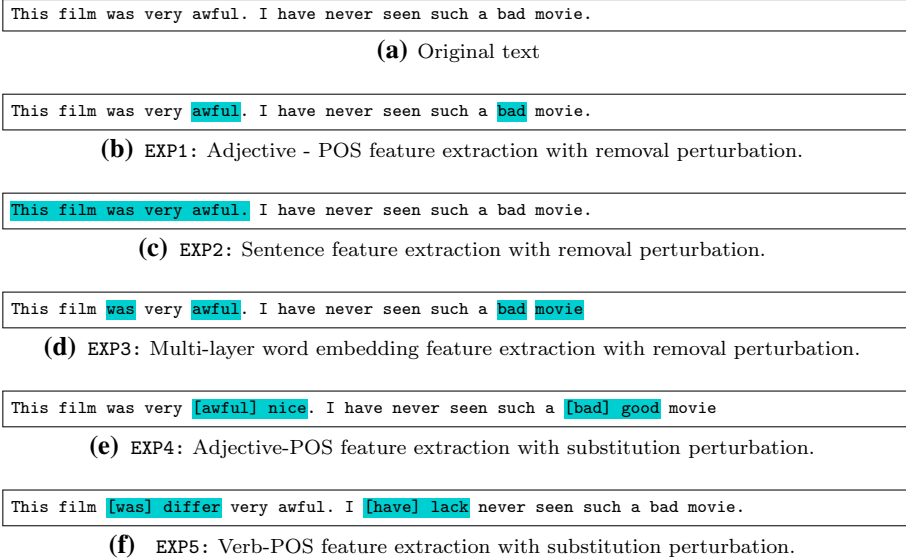 This film was very awful. I have never seen such a bad movie.
(a) Original text
This film was very awful. I have never seen such a bad movie.
(b) EXP1: Adjective - POS feature extraction with removal perturbation.
This film was very awful. I have never seen such a bad movie.
(c) EXP2: Sentence feature extraction with removal perturbation.
This film was very awful. I have never seen such a bad movie
(d) EXP3: Multi-layer word embedding feature extraction with removal perturbation.
This film was very [awful] nice. I have never seen such a [bad] good movie
(e) EXP4: Adjective-POS feature extraction with substitution perturbation.
This film [was] differ very awful. I [have] lack never seen such a bad movie.
(f) EXP5: Verb-POS feature extraction with substitution perturbation.